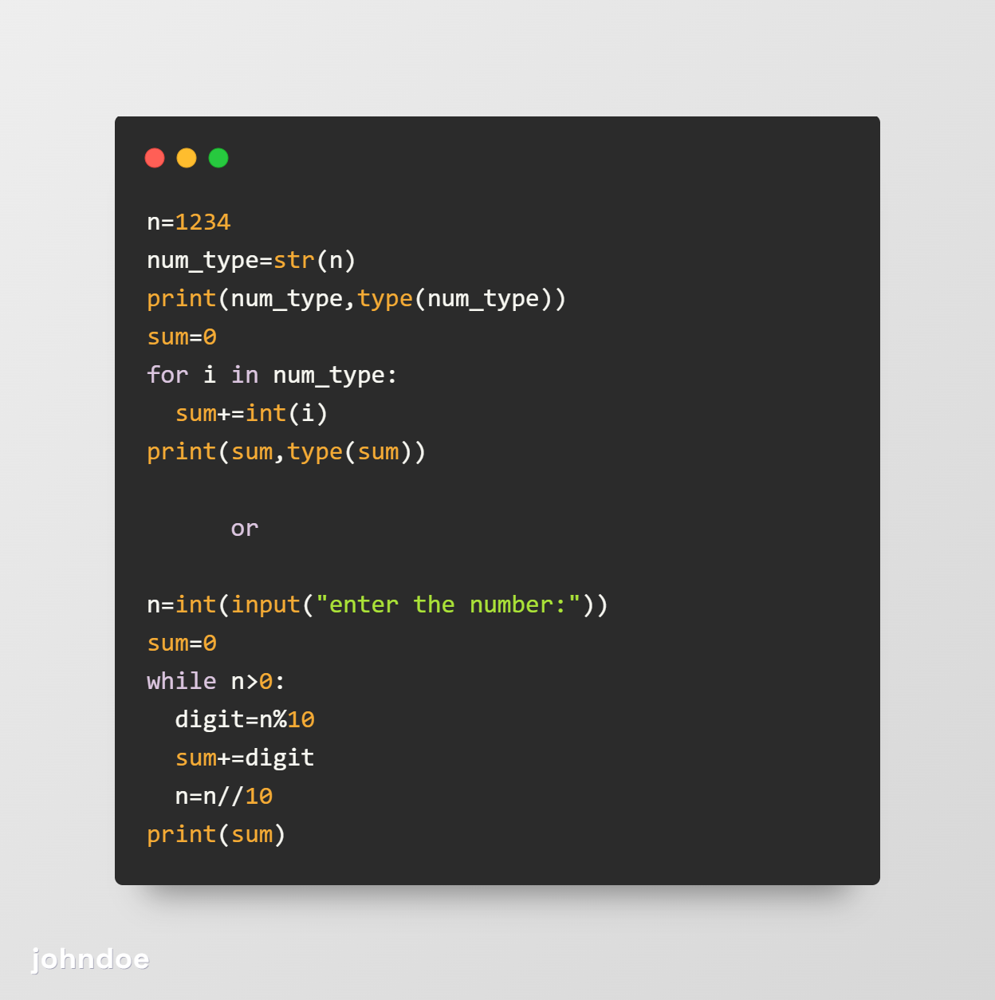 n=1234
num_type=str(n)
print(num_type,type(num_type))
sum=0
for i in num_type:
  sum+=int(i)
print(sum,type(sum))
      or
n=int(input("enter the number:"))
sum=0
while n>0:
  digit=n%10
  sum+=digit
  n=n//10
print(sum)
johndoe